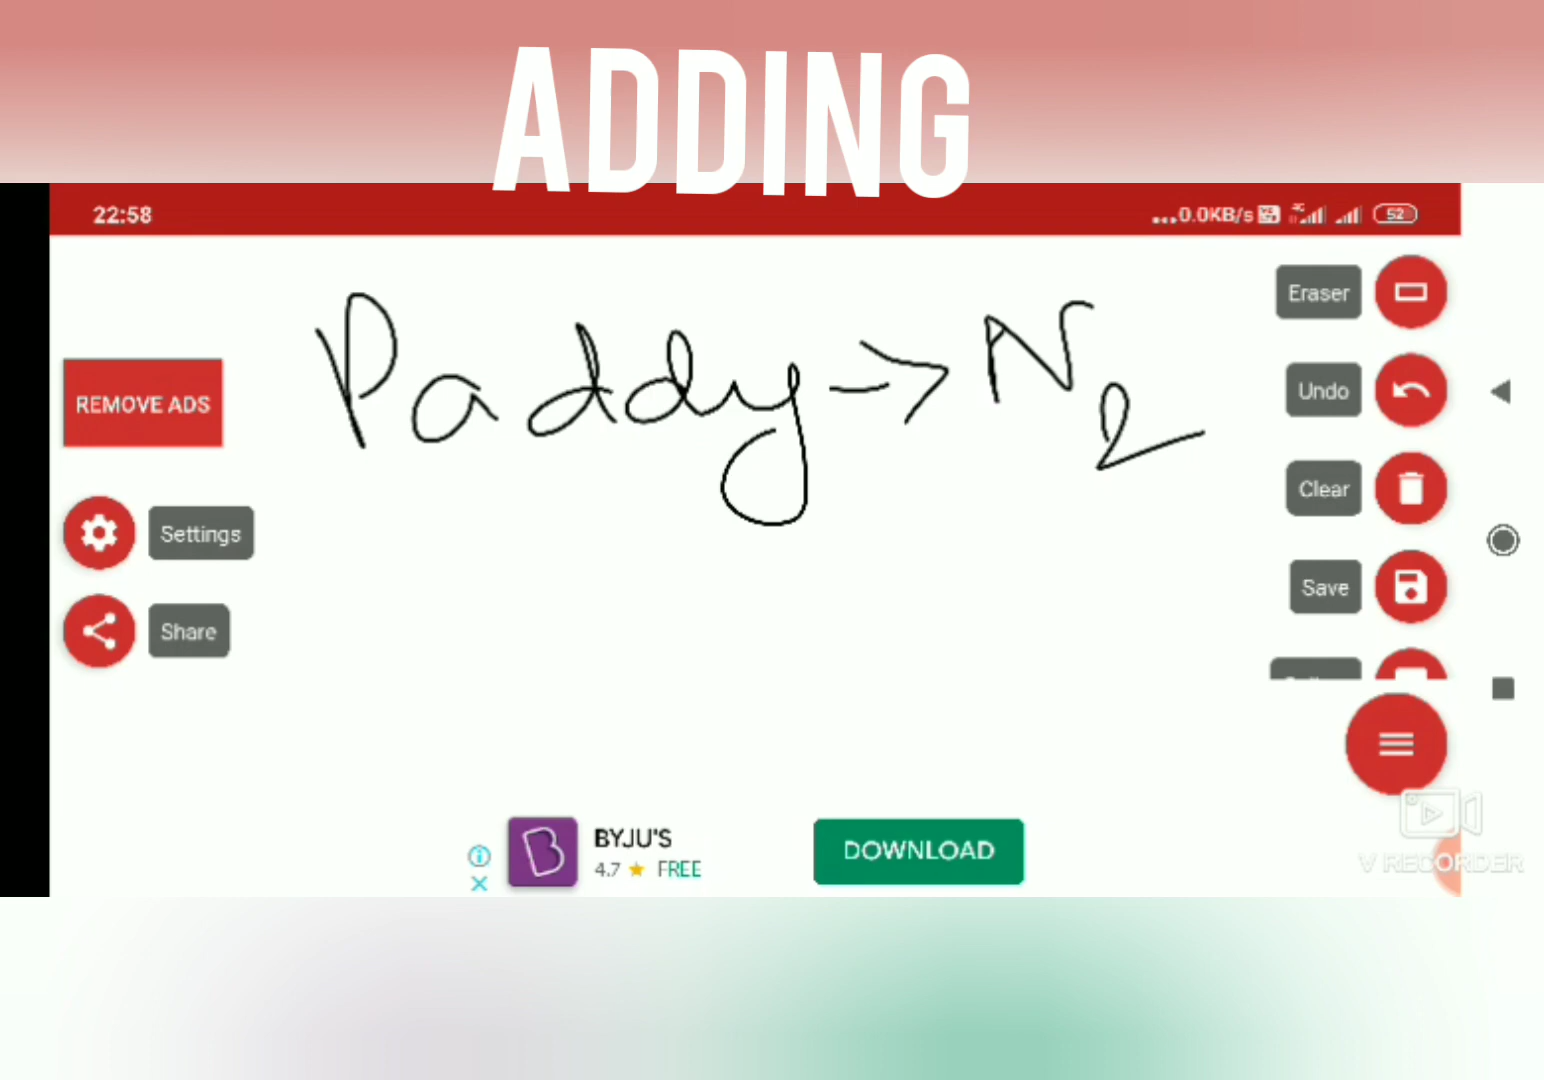 ADDING
22:58
...0.0KB/s 4G 52
Eraser
Paddy -> N2
Undo
REMOVE ADS
Clear
Settings
Save
Share
BYJU'S
4.7 ★ FREE
DOWNLOAD
V RECORDER